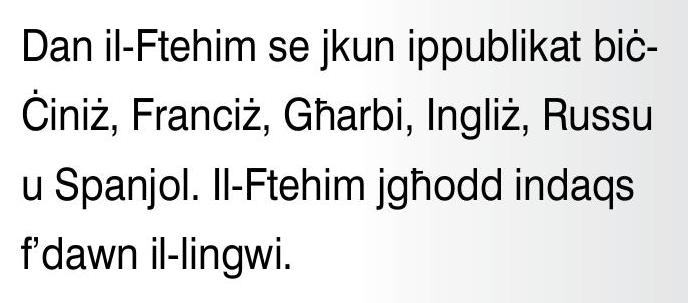 Dan il-Ftehim se jkun ippublikat biċ-
Ċiniż, Franċiż, Għarbi, Ingliż, Russu
u Spanjol. Il-Ftehim jgħodd indaqs
f’dawn il-lingwi.